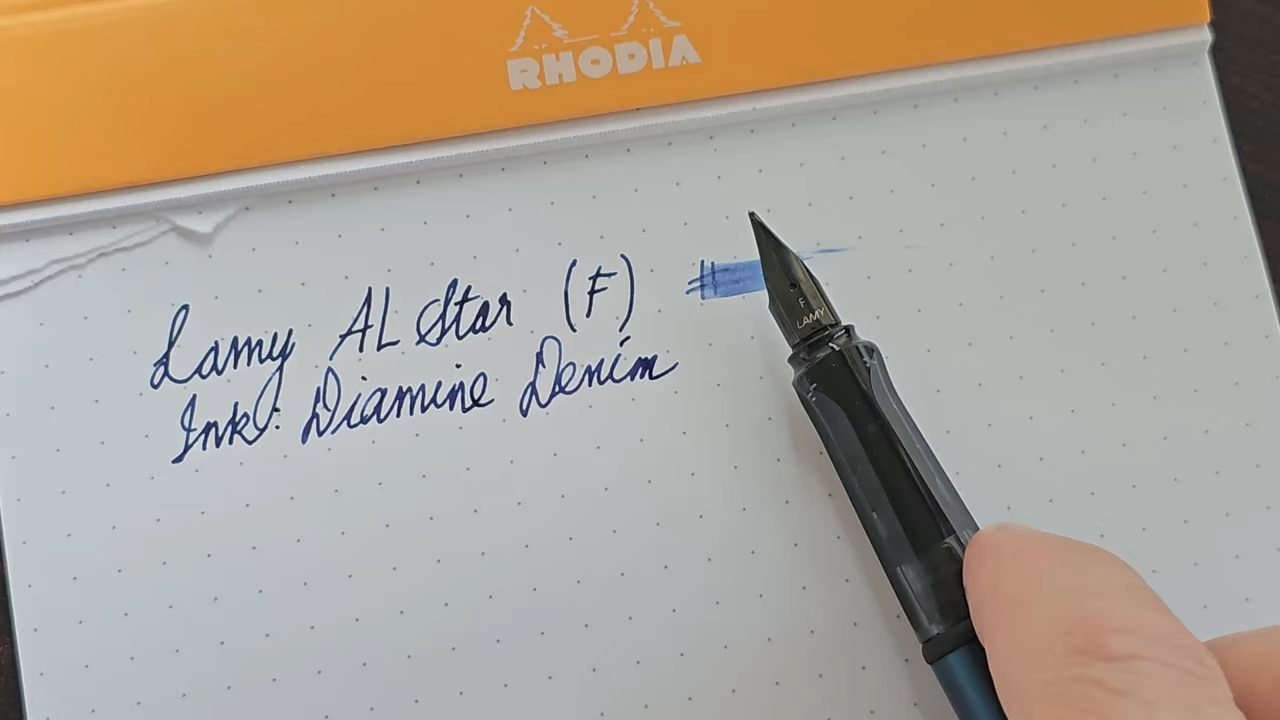 RHODIA
Lamy AL Star (F)
Ink: Diamine Denim
F
LAMY